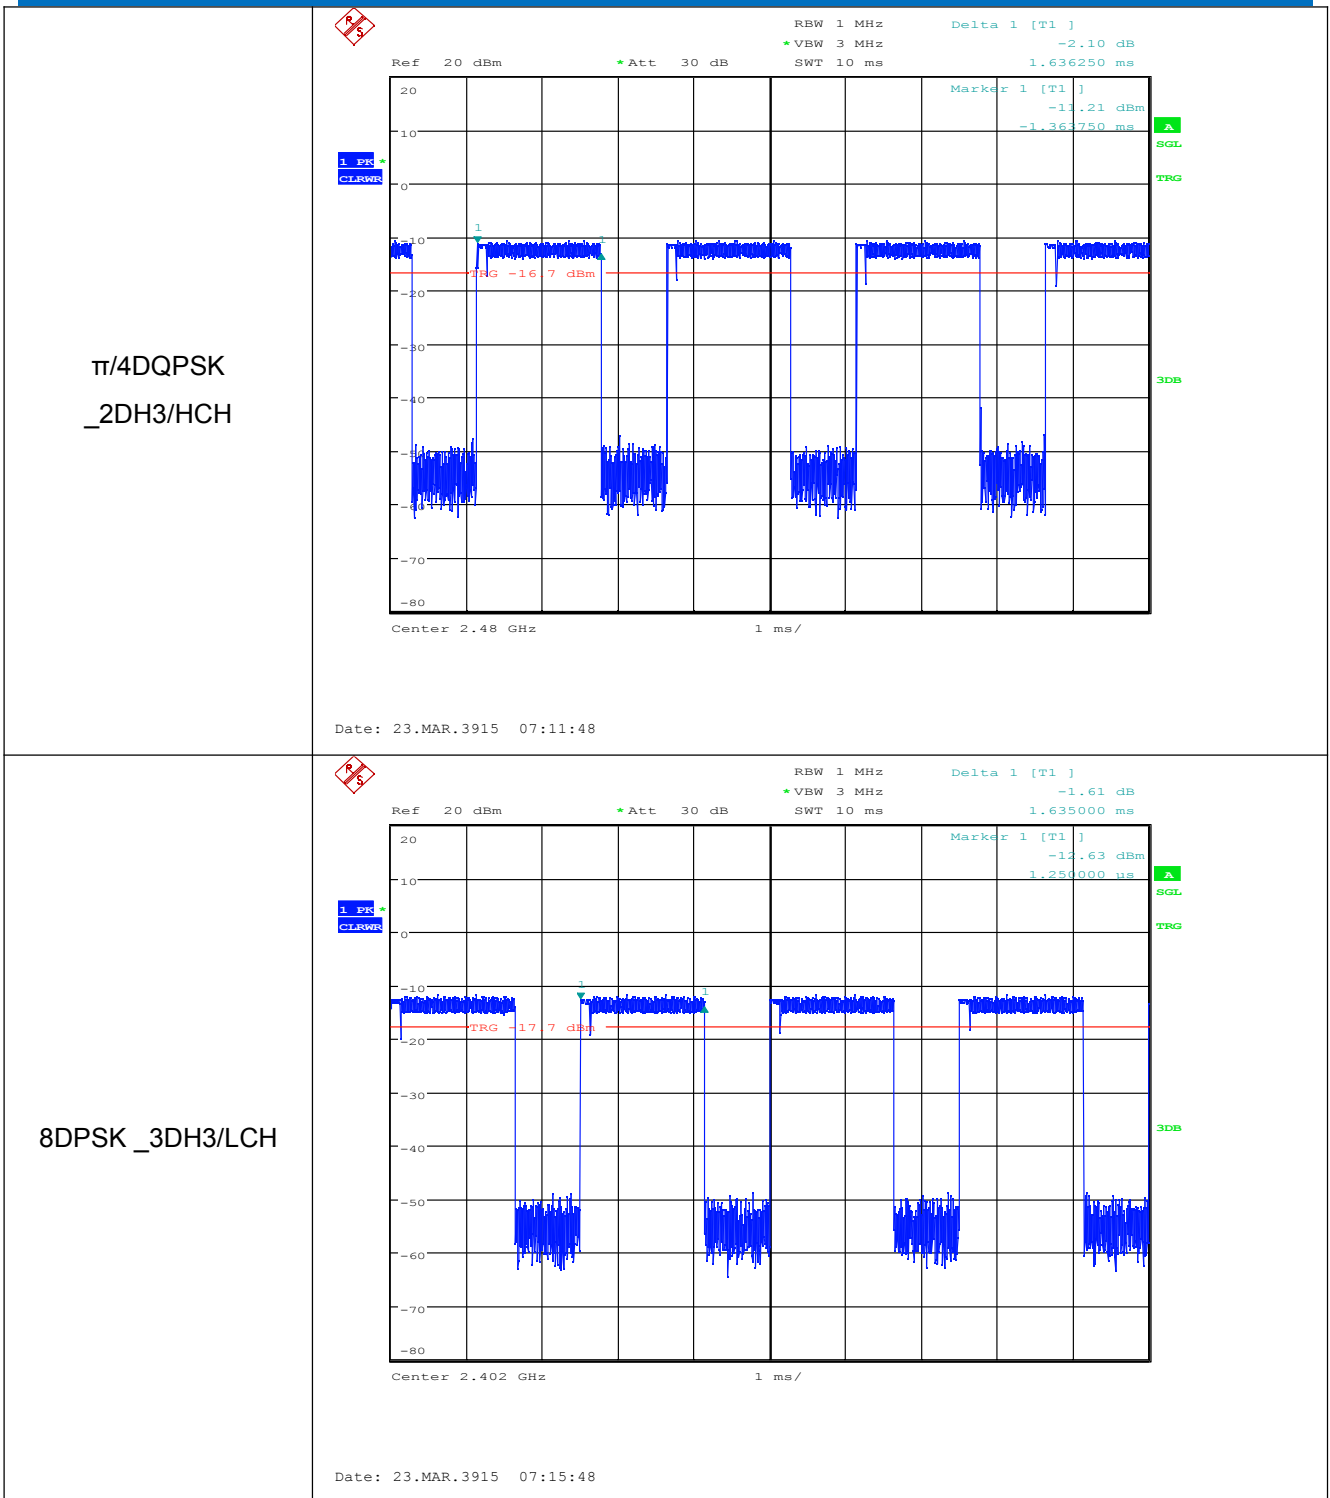 π/4DQPSK
_2DH3/HCH
R S
RBW 1 MHz Delta 1 [T1 ]
*VBW 3 MHz -2.10 dB
Ref 20 dBm *Att 30 dB SWT 10 ms 1.636250 ms
20 Marker 1 [T1 ]
-11.21 dBm
10 -1.363750 ms A
SGL
1 PK *
CLRWR TRG
0
1
-10 1
TRG -16.7 dBm
-20
-30
3DB
-40
-50
-60
-70
-80
Center 2.48 GHz 1 ms/
Date: 23.MAR.3915 07:11:48
8DPSK _3DH3/LCH
R S
RBW 1 MHz Delta 1 [T1 ]
*VBW 3 MHz -1.61 dB
Ref 20 dBm *Att 30 dB SWT 10 ms 1.635000 ms
20 Marker 1 [T1 ]
-12.63 dBm
10 1.250000 µs A
SGL
1 PK *
CLRWR TRG
0
-10 1 1
TRG -17.7 dBm
-20
-30
3DB
-40
-50
-60
-70
-80
Center 2.402 GHz 1 ms/
Date: 23.MAR.3915 07:15:48